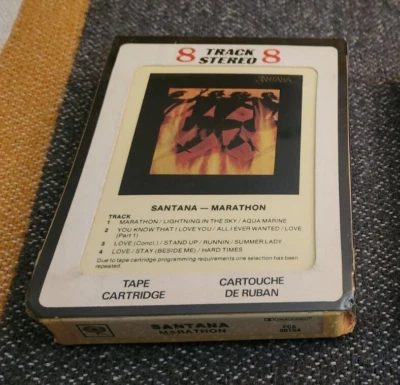 8 TRACK 8
STEREO
SANTANA
SANTANA — MARATHON
TRACK
1 MARATHON / LIGHTNING IN THE SKY / AQUA MARINE
2 YOU KNOW THAT I LOVE YOU / ALL I EVER WANTED / LOVE
(Part 1)
3 LOVE (Concl.) / STAND UP / RUNNIN / SUMMER LADY
4 LOVE / STAY (BESIDE ME) / HARD TIMES
Due to tape cartridge programming requirements one selection has been
repeated.
TAPE CARTOUCHE
CARTRIDGE DE RUBAN
SANTANA
MARATHON